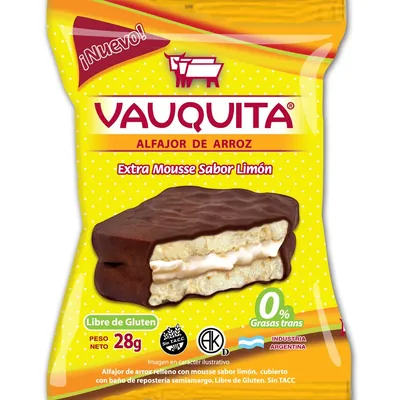 ¡Nuevo!
VAUQUITA®
ALFAJOR DE ARROZ
Extra Mousse Sabor Limón
0%
Grasas trans
Libre de Gluten
PESO
NETO 28g
SIN TACC
K D
INDUSTRIA
ARGENTINA
Imagen en carácter ilustrativo
Alfajor de arroz relleno con mousse sabor limón, cubierto
con baño de repostería semiamargo. Libre de Gluten. Sin TACC